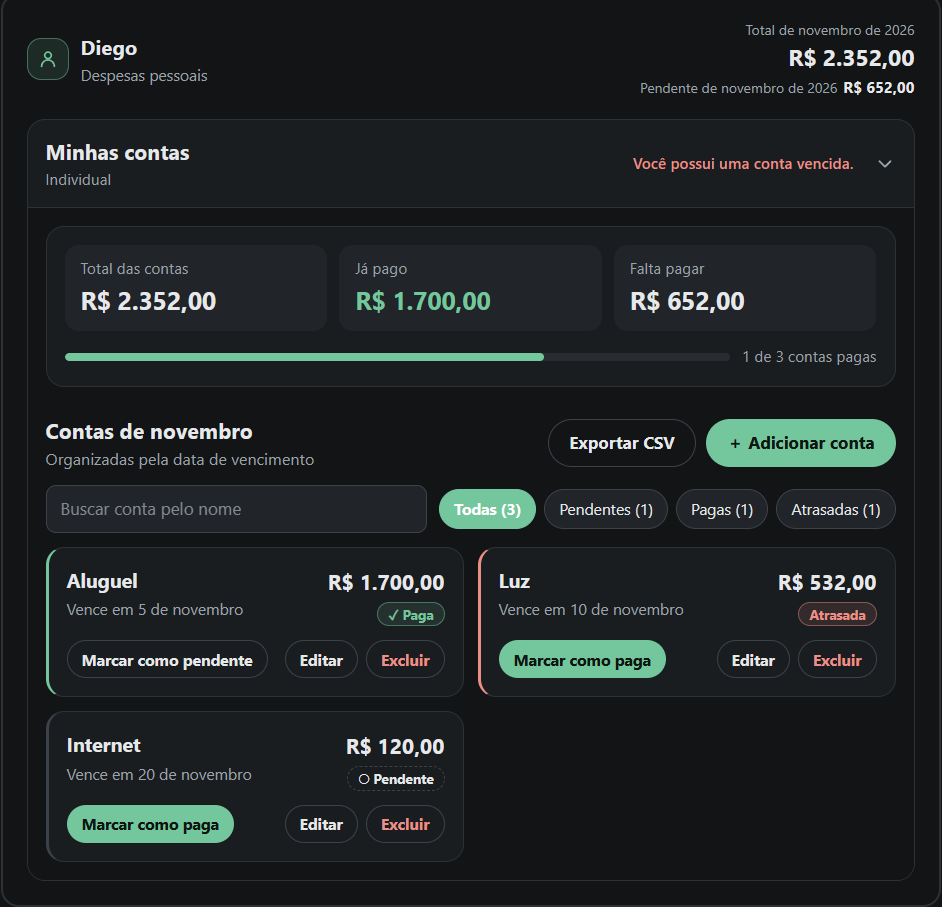 Diego
Despesas pessoais
Total de novembro de 2026
R$ 2.352,00
Pendente de novembro de 2026 R$ 652,00
Minhas contas
Individual
Você possui uma conta vencida.
Total das contas
R$ 2.352,00
Já pago
R$ 1.700,00
Falta pagar
R$ 652,00
1 de 3 contas pagas
Contas de novembro
Organizadas pela data de vencimento
Exportar CSV
+ Adicionar conta
Buscar conta pelo nome
Todas (3)
Pendentes (1)
Pagas (1)
Atrasadas (1)
Aluguel
R$ 1.700,00
Vence em 5 de novembro
✓ Paga
Marcar como pendente
Editar
Excluir
Luz
R$ 532,00
Vence em 10 de novembro
Atrasada
Marcar como paga
Editar
Excluir
Internet
R$ 120,00
Vence em 20 de novembro
Pendente
Marcar como paga
Editar
Excluir